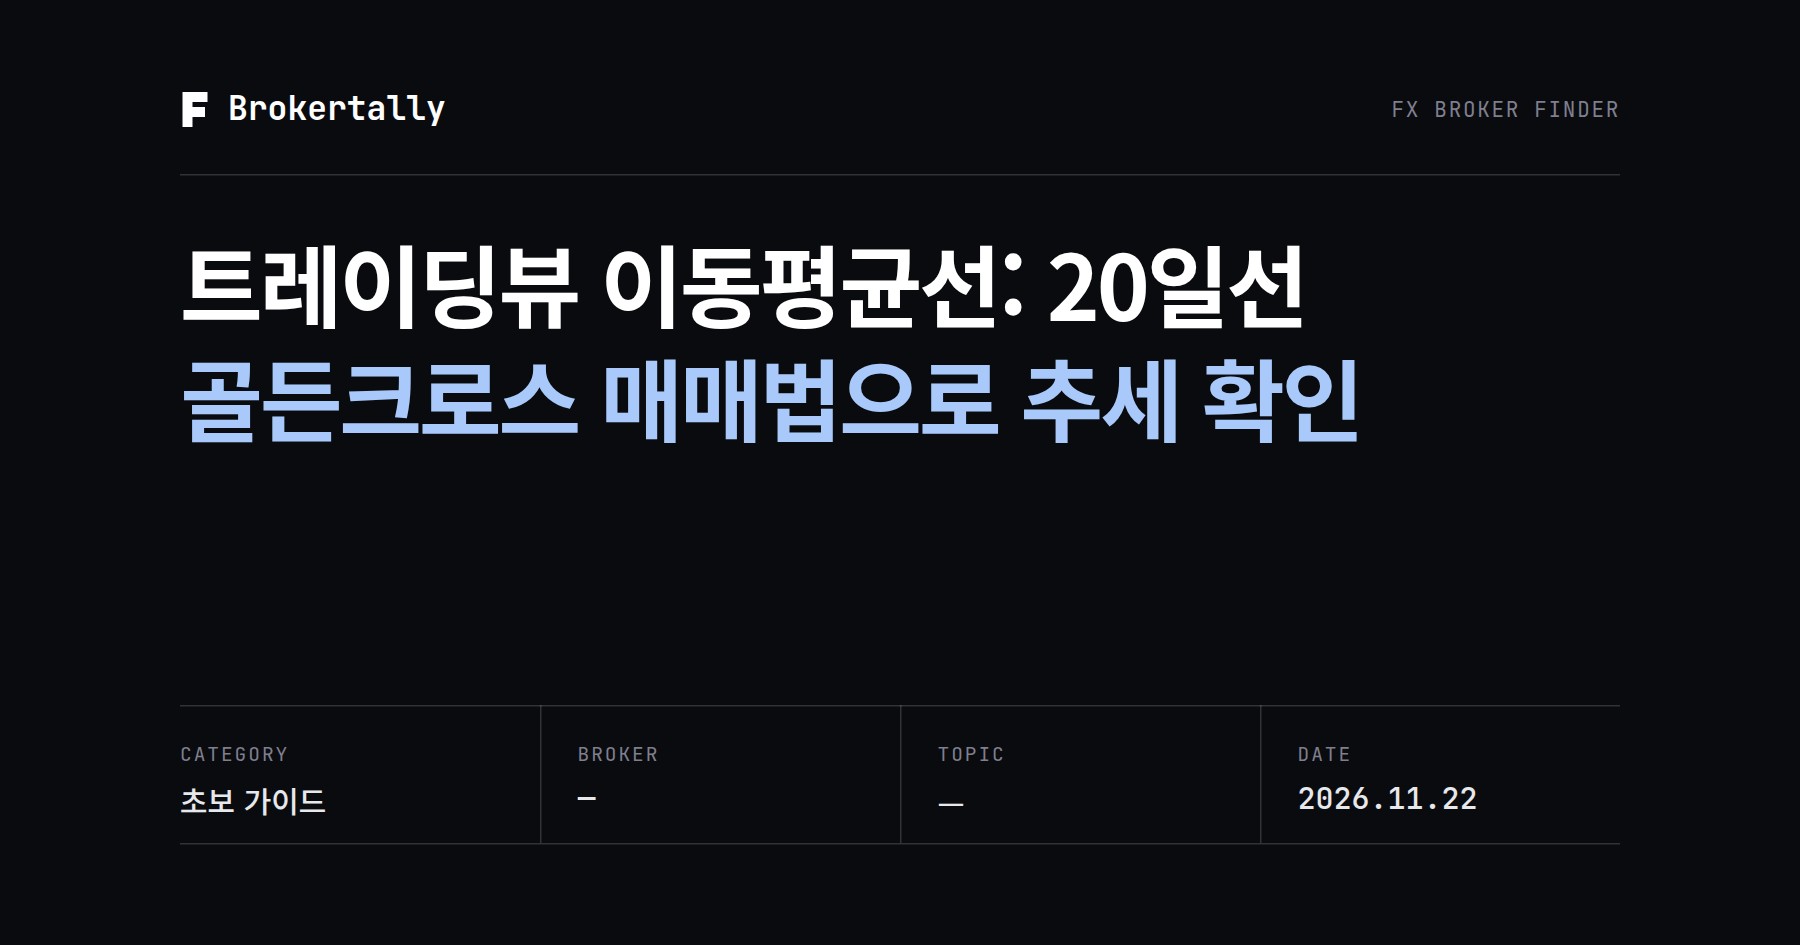 Brokertally
FX BROKER FINDER
트레이딩뷰 이동평균선: 20일선
골든크로스 매매법으로 추세 확인
CATEGORY
초보 가이드
BROKER
—
TOPIC
—
DATE
2026.11.22